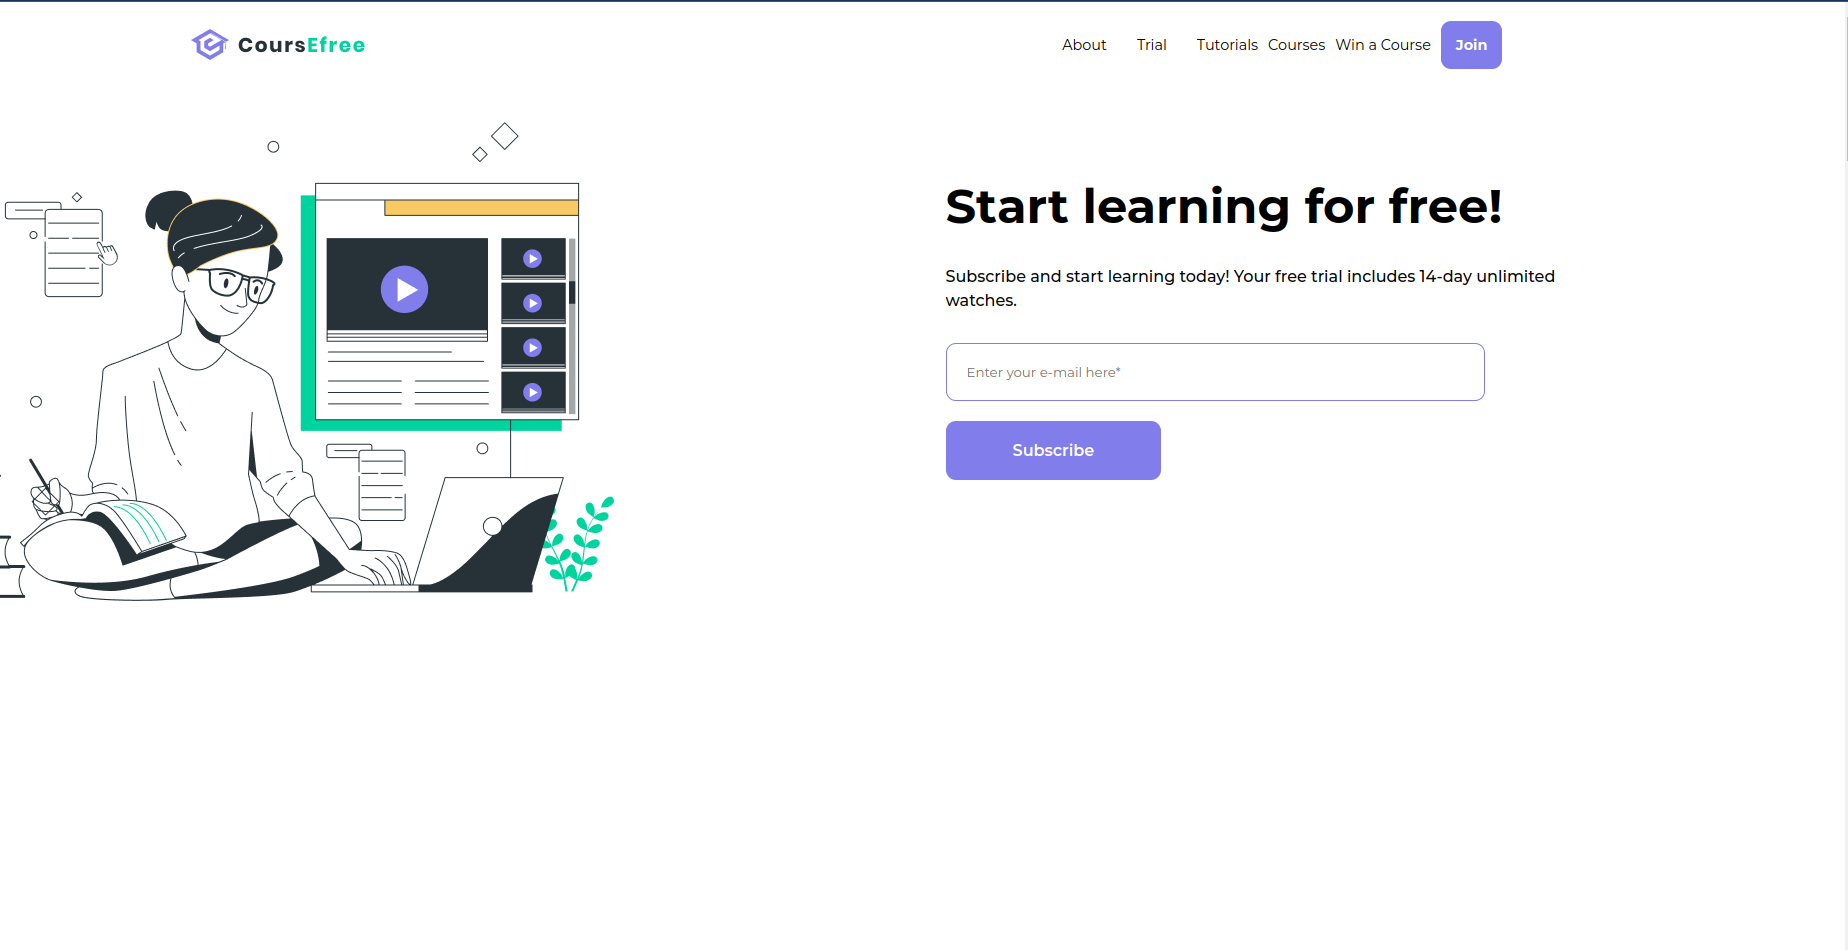 CoursEfree
About Trial Tutorials Courses Win a Course Join
Start learning for free!
Subscribe and start learning today! Your free trial includes 14-day unlimited
watches.
Enter your e-mail here*
Subscribe